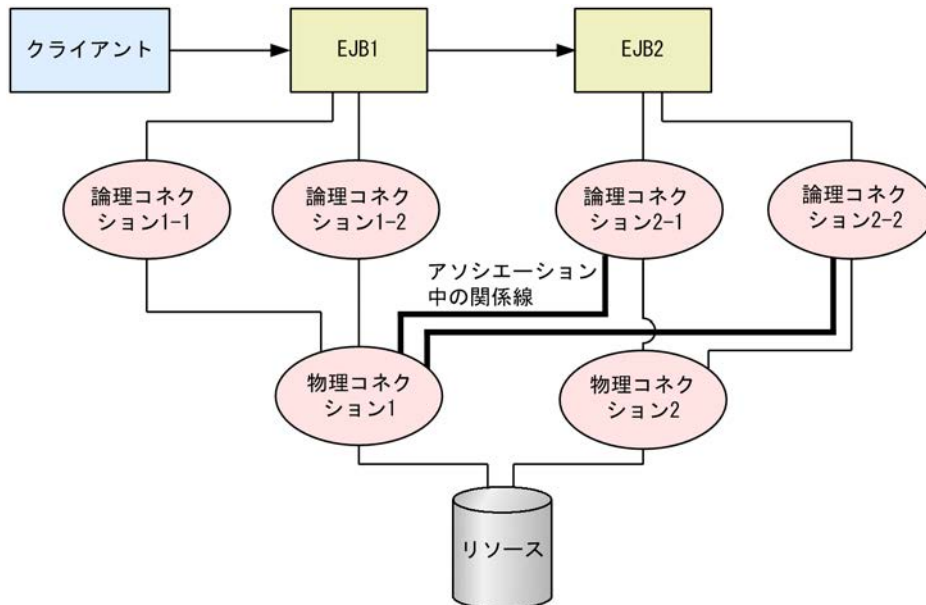 クライアント
EJB1
EJB2
論理コネク
ション1-1
論理コネク
ション1-2
論理コネク
ション2-1
論理コネク
ション2-2
アソシエーション
中の関係線
物理コネク
ション1
物理コネク
ション2
リソース